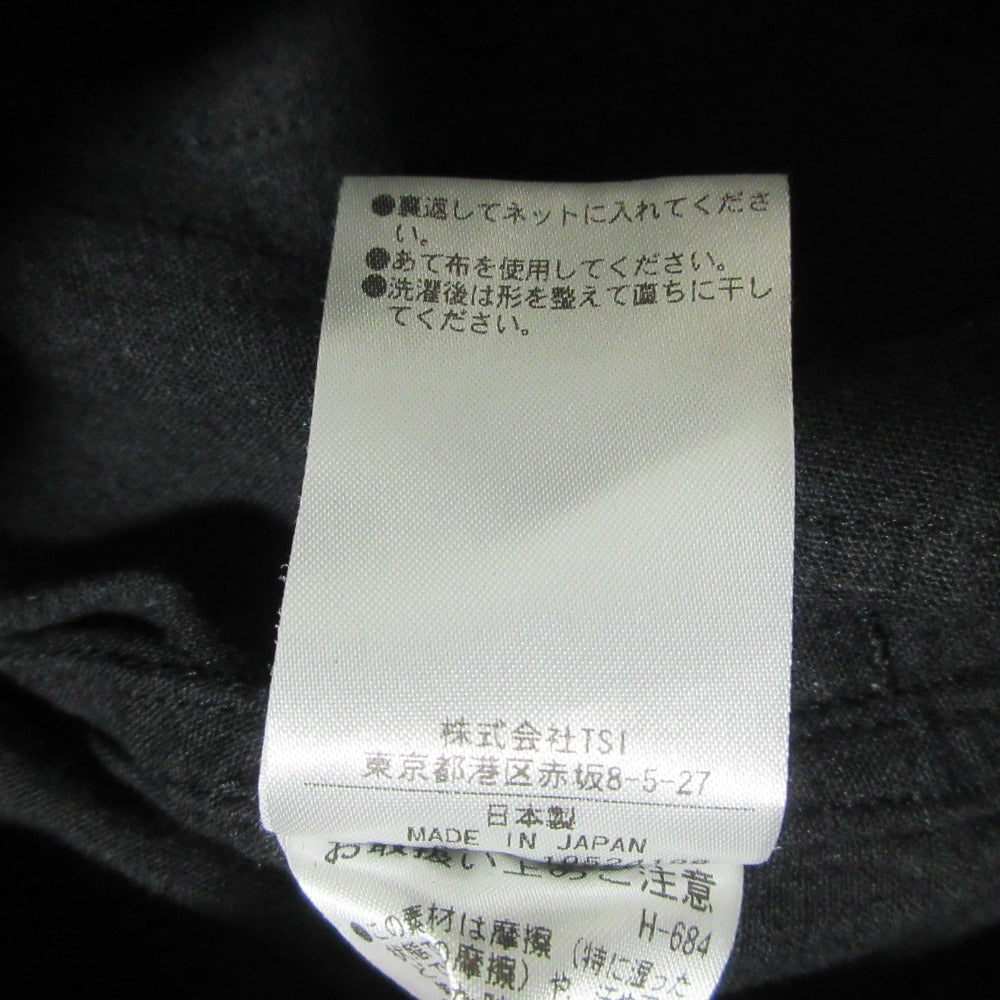 ●裏返してネットに入れてくださ
い。
●あて布を使用してください。
●洗濯後は形を整えて直ちに干し
てください。
株式会社TSI
東京都港区赤坂8-5-27
日本製
MADE IN JAPAN
お取扱い上のご注意
H-684
●この素材は摩擦(特に湿った
の摩擦)や、